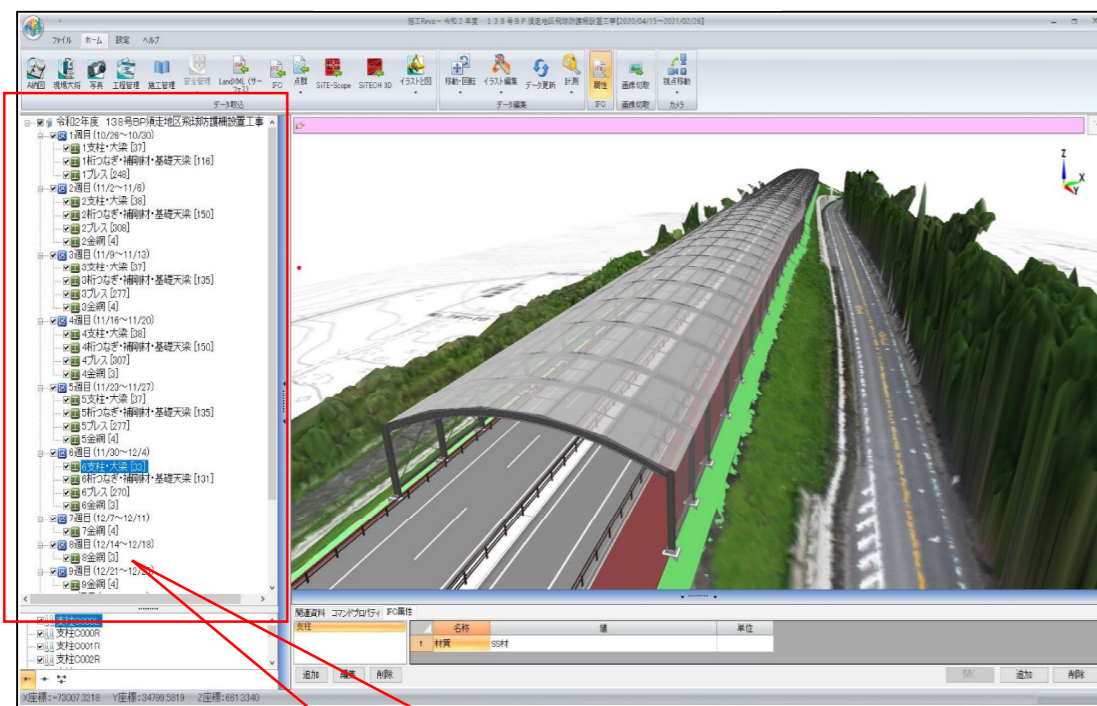 施工Revo - 令和2年度 138号BP須走地区飛球防護柵設置工事[2020/04/15~2021/02/26]
ファイル ホーム 設定 ヘルプ
AI地図 現場大将 写真 工程管理 施工管理 安全管理 LandXML (サーフェス) IFC 点群 SiTE-Scope SiTECH 3D イラストと図 移動・回転 イラスト編集 データ更新 計測 属性 画像切取 視点移動
データ取込 データ編集 IFC 画像切取 カメラ
令和2年度 138号BP須走地区飛球防護柵設置工事
1週目(10/26~10/30)
1支柱・大梁 [37]
1桁つなぎ・補剛材・基礎天梁 [116]
1ブレス [248]
2週目(11/2~11/6)
2支柱・大梁 [38]
2桁つなぎ・補剛材・基礎天梁 [150]
2ブレス [308]
2金網 [4]
3週目(11/9~11/13)
3支柱・大梁 [37]
3桁つなぎ・補剛材・基礎天梁 [135]
3ブレス [277]
3金網 [4]
4週目(11/16~11/20)
4支柱・大梁 [38]
4桁つなぎ・補剛材・基礎天梁 [150]
4ブレス [307]
4金網 [3]
5週目(11/23~11/27)
5支柱・大梁 [37]
5桁つなぎ・補剛材・基礎天梁 [135]
5ブレス [277]
5金網 [4]
6週目(11/30~12/4)
6支柱・大梁 [33]
6桁つなぎ・補剛材・基礎天梁 [131]
6ブレス [270]
6金網 [3]
7週目(12/7~12/11)
7金網 [4]
8週目(12/14~12/18)
8金網 [3]
9週目(12/21~12/25)
9金網 [4]
Z
X
Y
支柱C000R
支柱C001R
支柱C002R
関連資料 コマンドプロパティ IFC属性
支柱
名称 値 単位
1 材質 SS材
追加 編集 削除 追加 削除
X座標:-73007.3218 Y座標:34799.5819 Z座標:661.3340